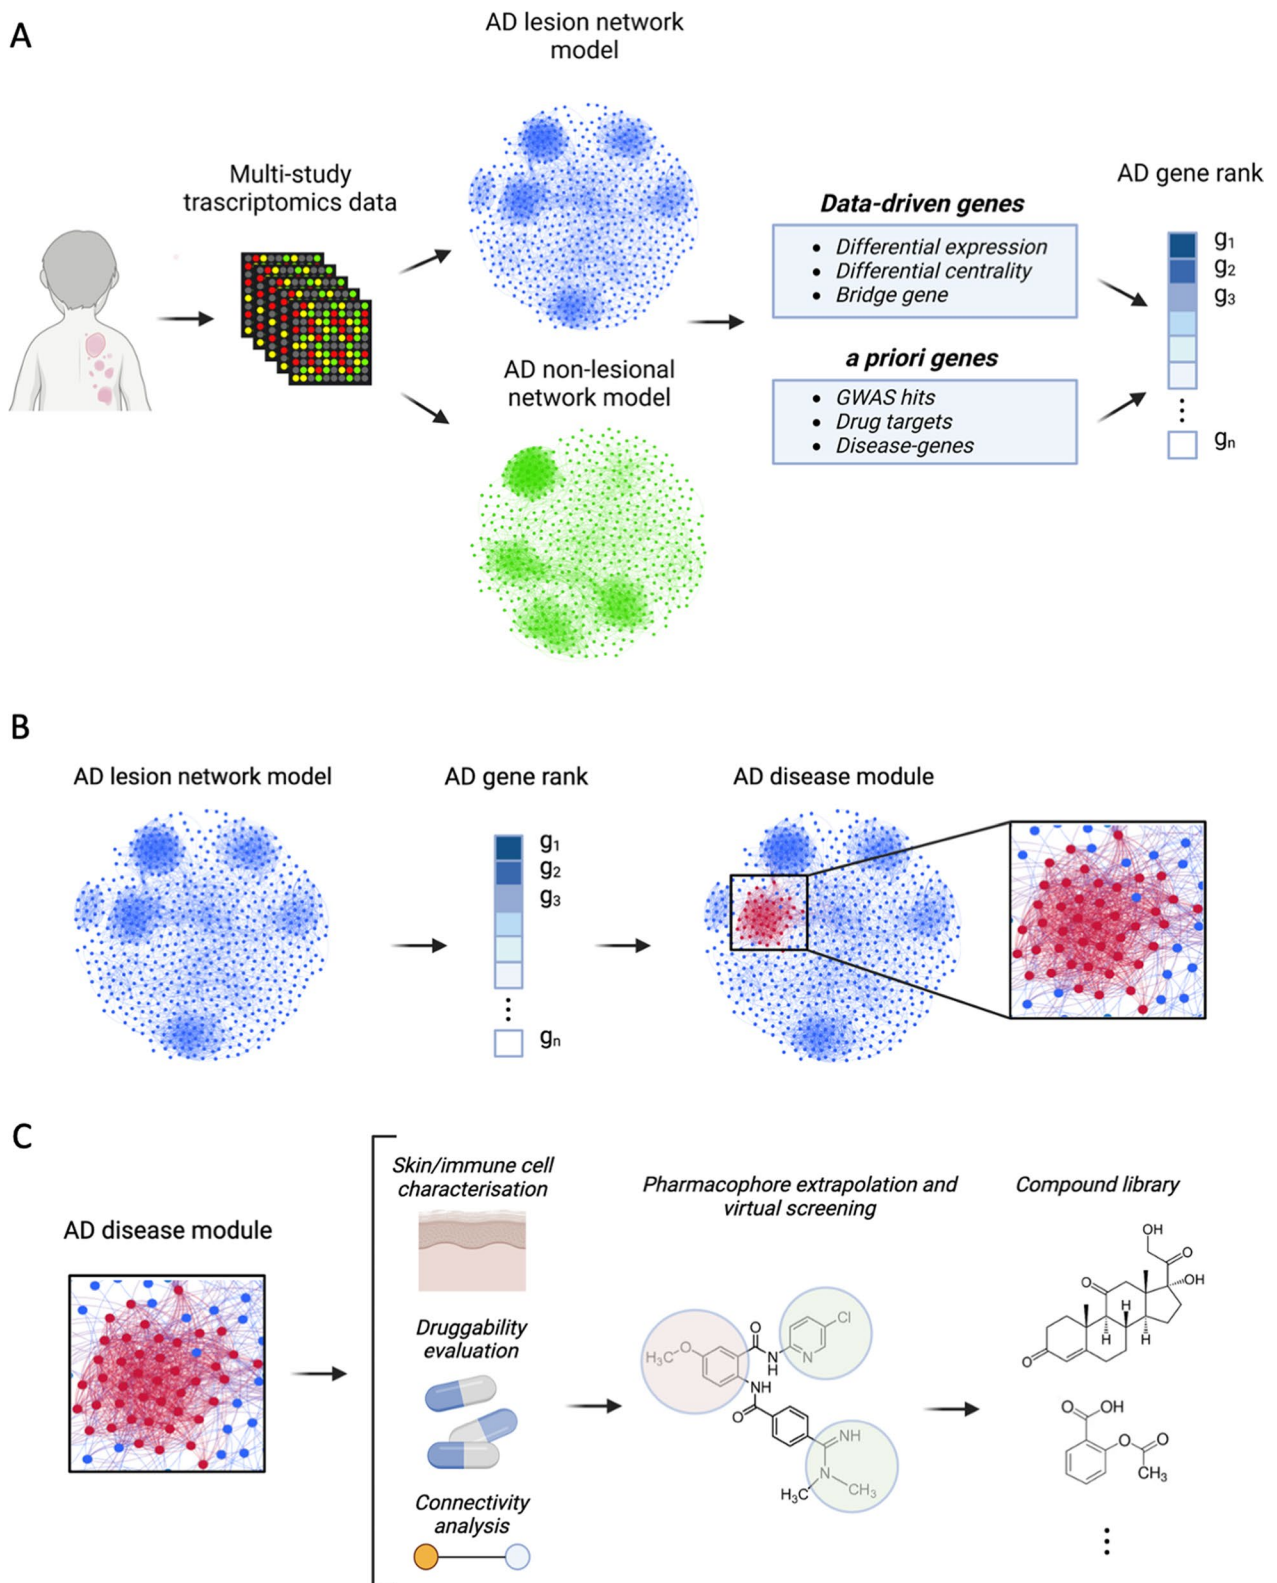 A
AD lesion network
model
Multi-study
trascriptomics data
AD non-lesional
network model
Data-driven genes
• Differential expression
• Differential centrality
• Bridge gene
a priori genes
• GWAS hits
• Drug targets
• Disease-genes
AD gene rank
g1
g2
g3
gn
B
AD lesion network model
AD gene rank
g1
g2
g3
gn
AD disease module
C
AD disease module
Skin/immune cell
characterisation
Druggability
evaluation
Connectivity
analysis
Pharmacophore extrapolation and
virtual screening
H₃C
O
O
N
H
N
Cl
NH
O
NH
N
H₃C
CH₃
Compound library
OH
O
OH
O
H
H
H
O
O
OH
O
O
CH₃